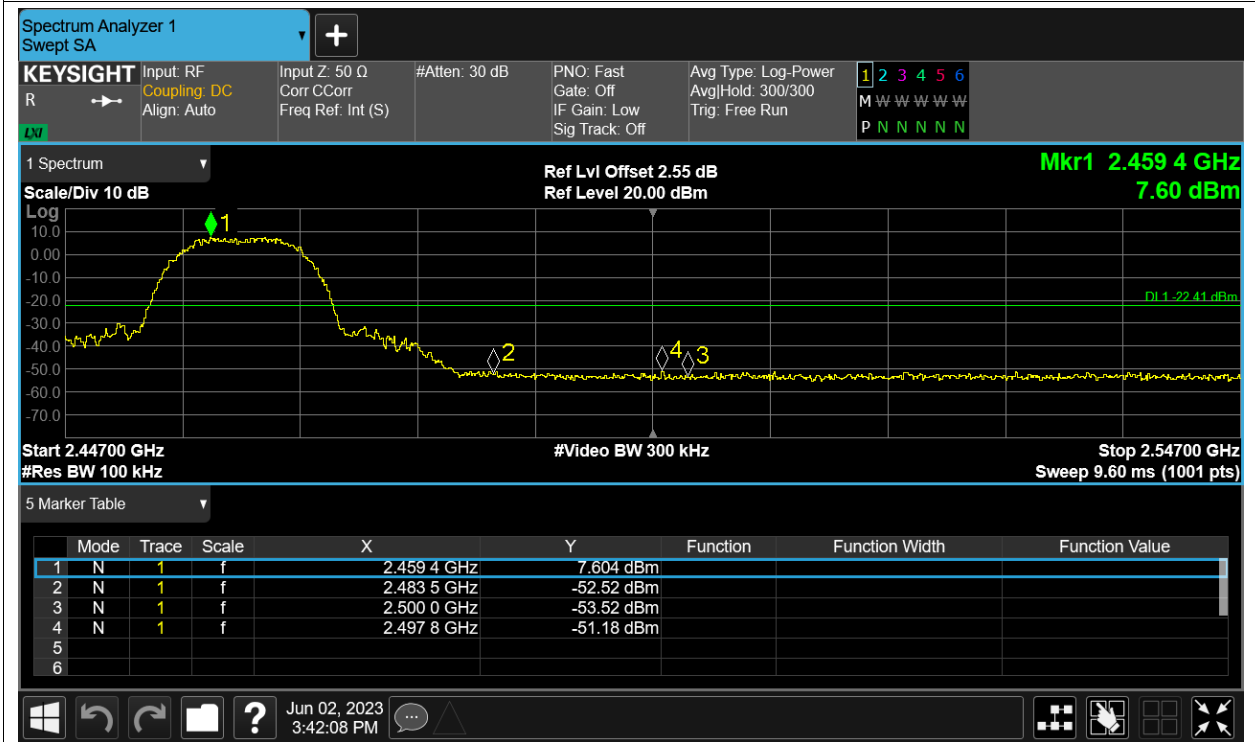 Spectrum Analyzer 1
Swept SA
KEYSIGHT
R
LXI
Input: RF
Coupling: DC
Align: Auto
Input Z: 50 Ω
Corr CCorr
Freq Ref: Int (S)
#Atten: 30 dB
PNO: Fast
Gate: Off
IF Gain: Low
Sig Track: Off
Avg Type: Log-Power
Avg|Hold: 300/300
Trig: Free Run
1 2 3 4 5 6
M W W W W W
P N N N N N
1 Spectrum
Scale/Div 10 dB
Ref Lvl Offset 2.55 dB
Ref Level 20.00 dBm
Mkr1 2.459 4 GHz
7.60 dBm
Log
10.0
0.00
-10.0
-20.0
-30.0
-40.0
-50.0
-60.0
-70.0
1
2
4
3
DL1 -22.41 dBm
Start 2.44700 GHz
#Res BW 100 kHz
#Video BW 300 kHz
Stop 2.54700 GHz
Sweep 9.60 ms (1001 pts)
5 Marker Table
Mode Trace Scale X Y Function Function Width Function Value
1 N 1 f 2.459 4 GHz 7.604 dBm
2 N 1 f 2.483 5 GHz -52.52 dBm
3 N 1 f 2.500 0 GHz -53.52 dBm
4 N 1 f 2.497 8 GHz -51.18 dBm
5
6
?
Jun 02, 2023
3:42:08 PM